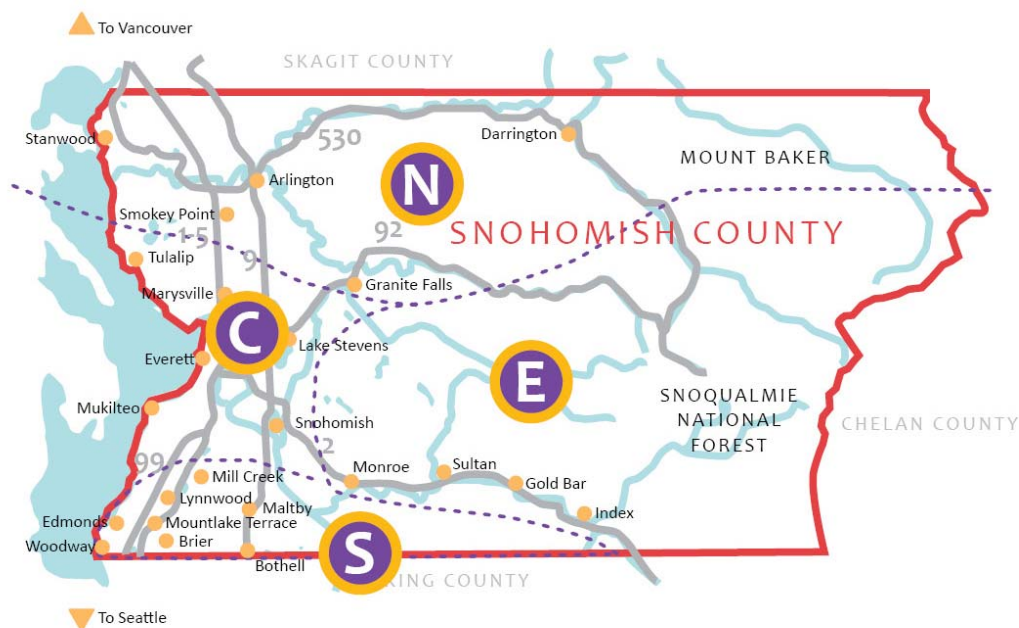 To Vancouver
SKAGIT COUNTY
Stanwood
530
Darrington
MOUNT BAKER
Arlington
N
Smokey Point
1-5
9
92
SNOHOMISH COUNTY
Tulalip
Marysville
Granite Falls
C
Lake Stevens
Everett
E
SNOQUALMIE
NATIONAL
FOREST
Mukilteo
Snohomish
CHELAN COUNTY
2
99
Mill Creek
Monroe
Sultan
Gold Bar
Lynnwood
Maltby
Index
Edmonds
Mountlake Terrace
Woodway
Brier
Bothell
S
KING COUNTY
To Seattle